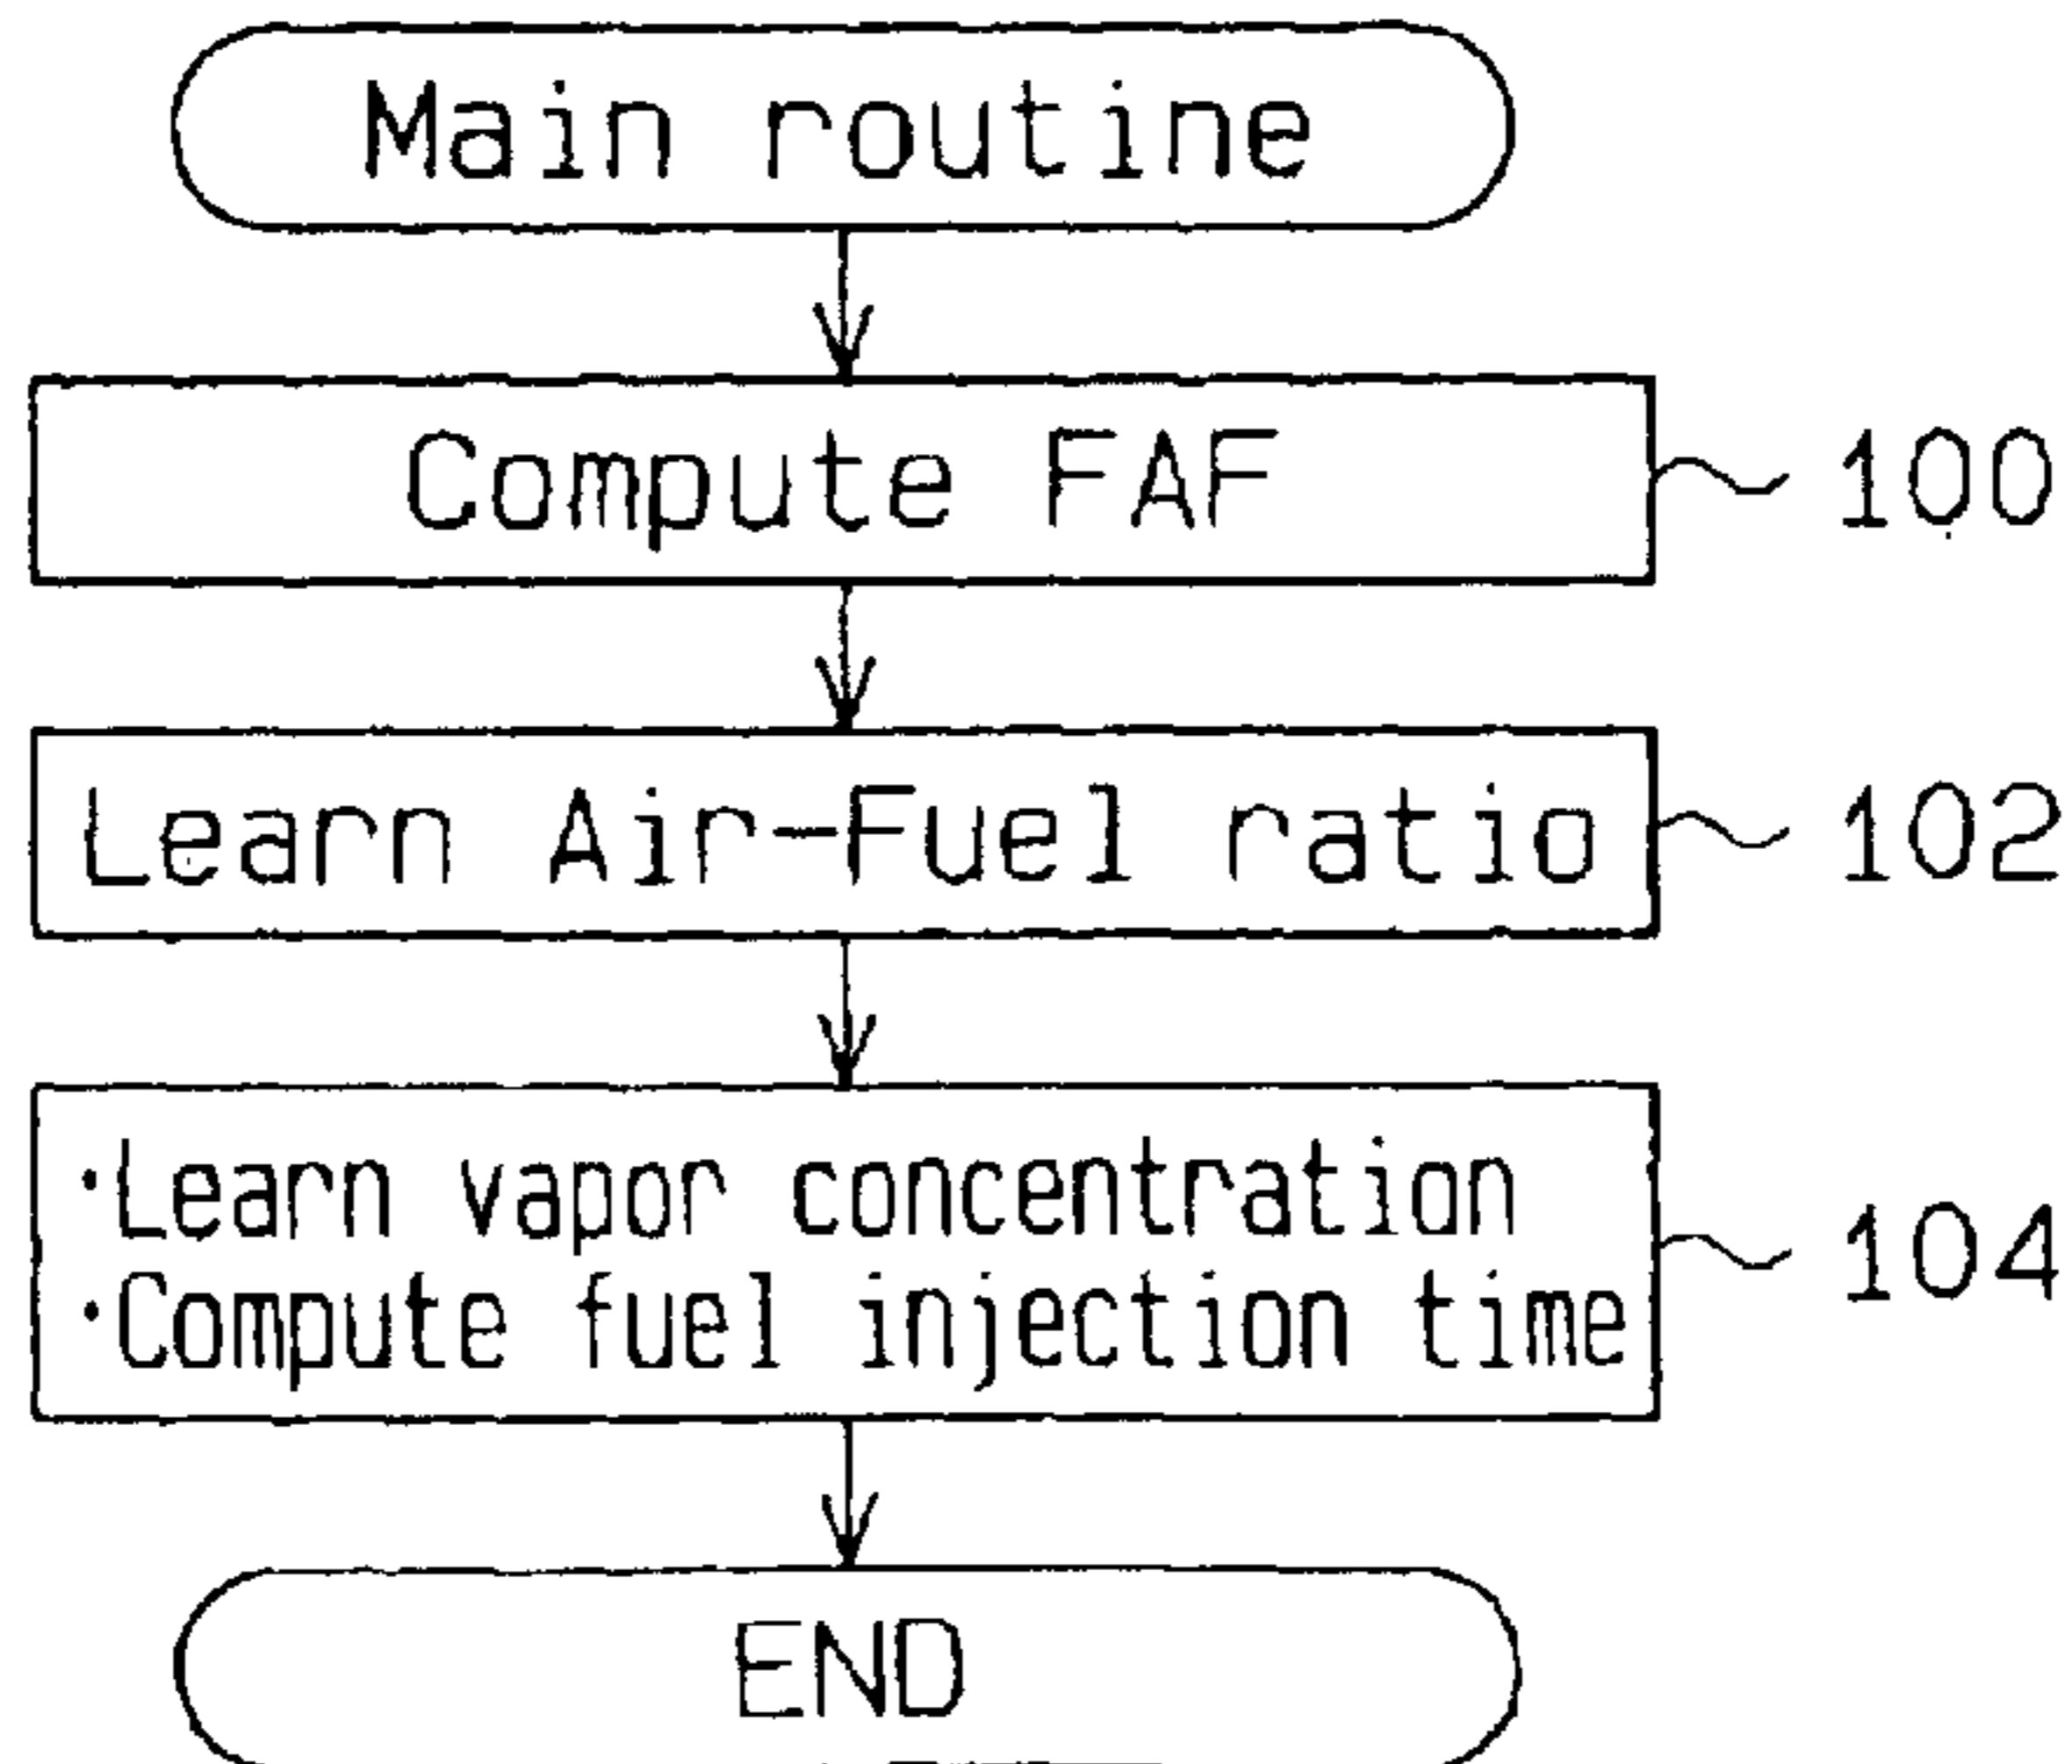 Main routine
Compute FAF
100
Learn Air-Fuel ratio
102
·Learn vapor concentration
·Compute fuel injection time
104
END